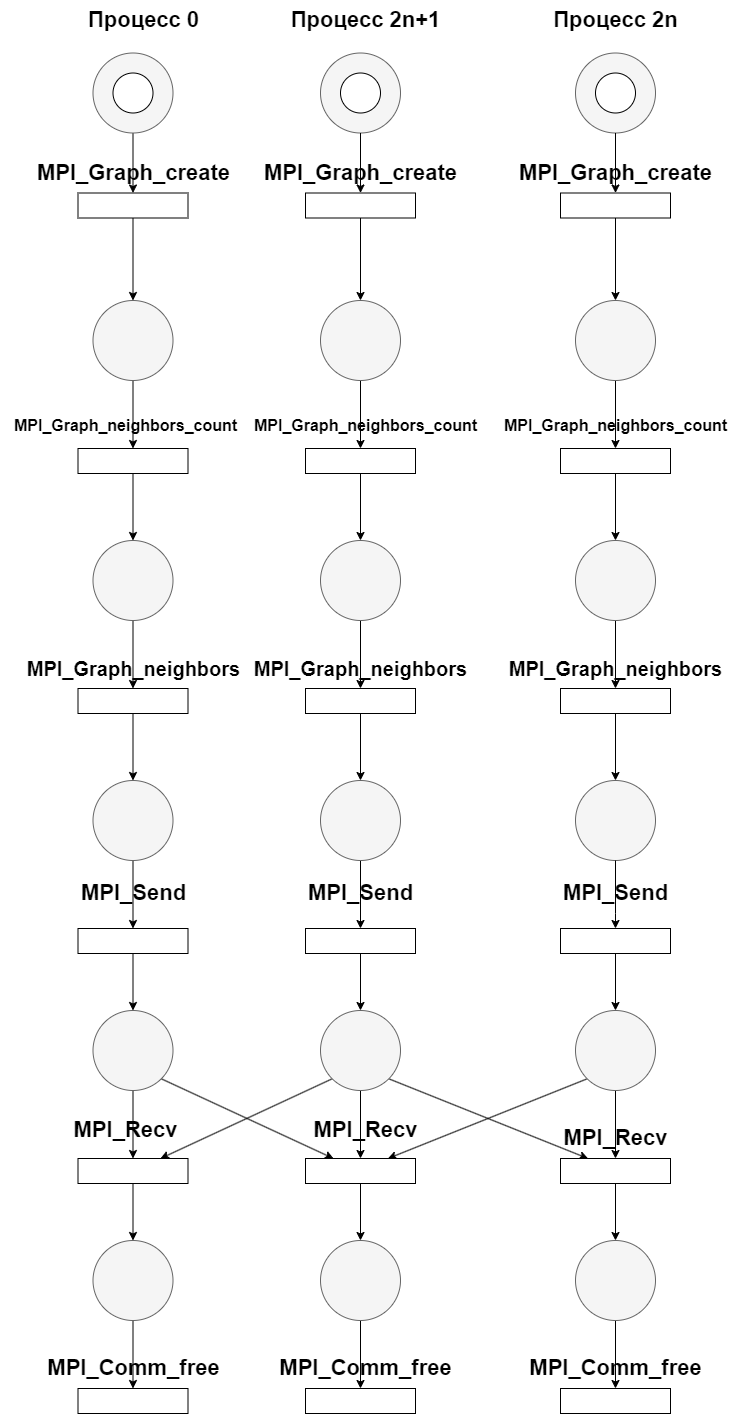 Процесс 0
Процесс 2n+1
Процесс 2n
MPI_Graph_create
MPI_Graph_create
MPI_Graph_create
MPI_Graph_neighbors_count
MPI_Graph_neighbors_count
MPI_Graph_neighbors_count
MPI_Graph_neighbors
MPI_Graph_neighbors
MPI_Graph_neighbors
MPI_Send
MPI_Send
MPI_Send
MPI_Recv
MPI_Recv
MPI_Recv
MPI_Comm_free
MPI_Comm_free
MPI_Comm_free